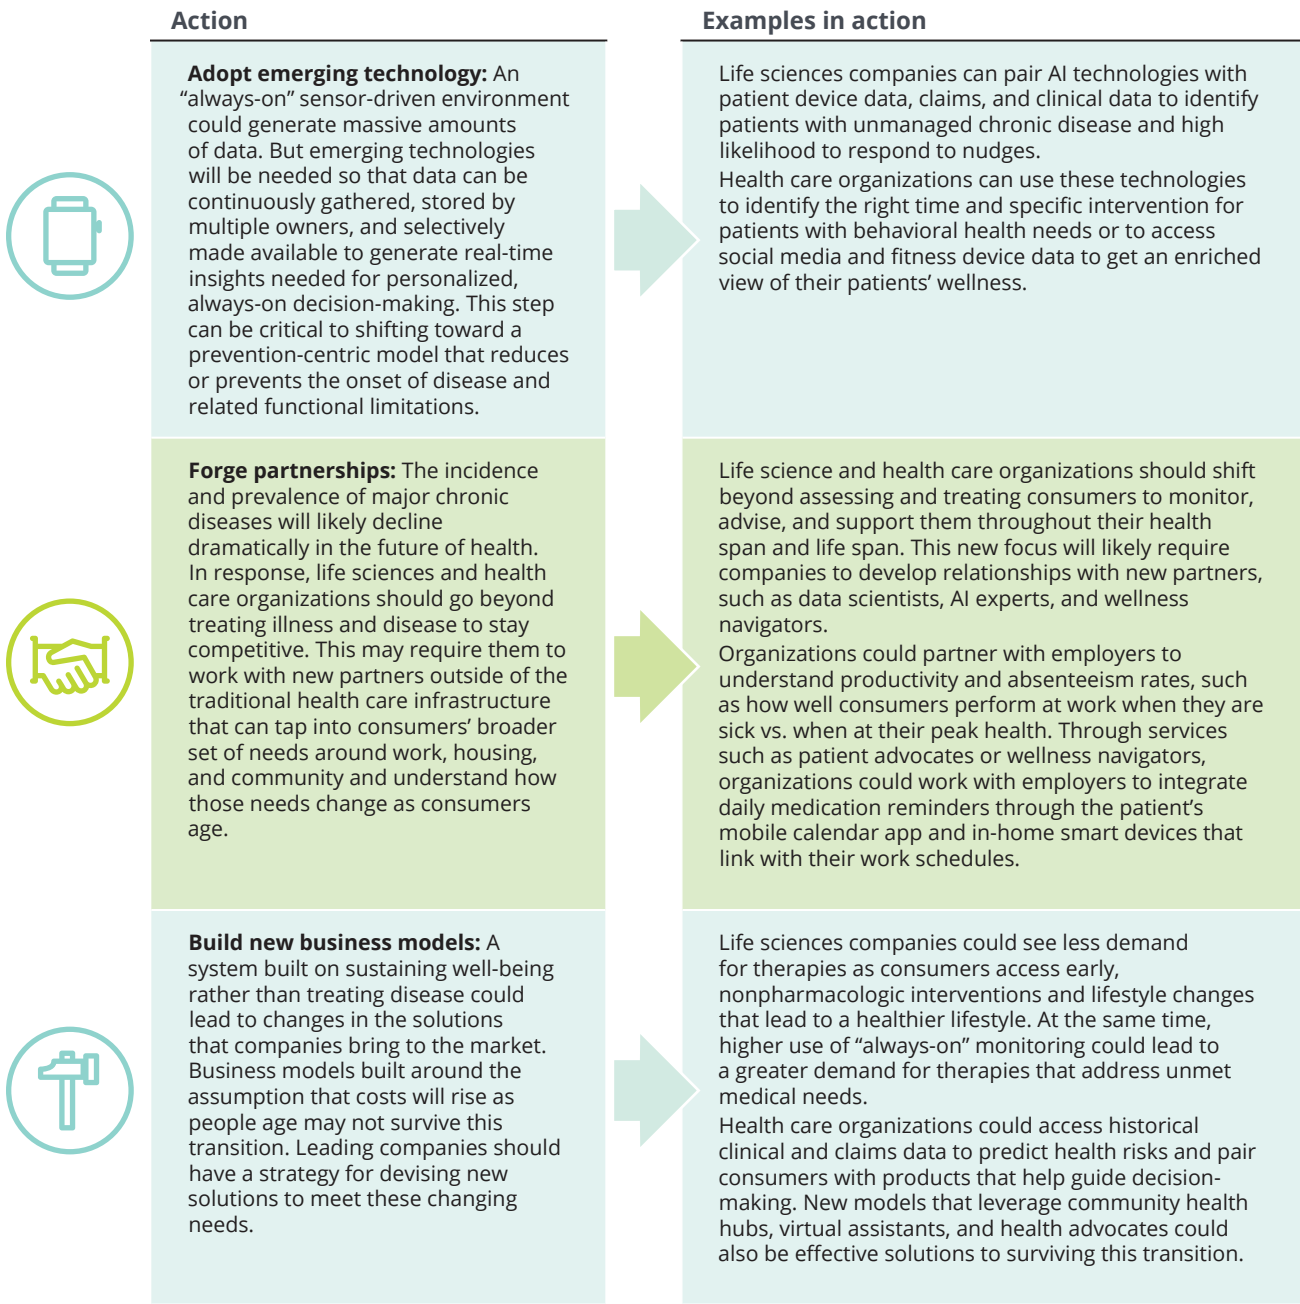 Action
Examples in action
Adopt emerging technology: An
“always-on” sensor-driven environment
could generate massive amounts
of data. But emerging technologies
will be needed so that data can be
continuously gathered, stored by
multiple owners, and selectively
made available to generate real-time
insights needed for personalized,
always-on decision-making. This step
can be critical to shifting toward a
prevention-centric model that reduces
or prevents the onset of disease and
related functional limitations.
Life sciences companies can pair AI technologies with
patient device data, claims, and clinical data to identify
patients with unmanaged chronic disease and high
likelihood to respond to nudges.
Health care organizations can use these technologies
to identify the right time and specific intervention for
patients with behavioral health needs or to access
social media and fitness device data to get an enriched
view of their patients’ wellness.
Forge partnerships: The incidence
and prevalence of major chronic
diseases will likely decline
dramatically in the future of health.
In response, life sciences and health
care organizations should go beyond
treating illness and disease to stay
competitive. This may require them to
work with new partners outside of the
traditional health care infrastructure
that can tap into consumers’ broader
set of needs around work, housing,
and community and understand how
those needs change as consumers
age.
Life science and health care organizations should shift
beyond assessing and treating consumers to monitor,
advise, and support them throughout their health
span and life span. This new focus will likely require
companies to develop relationships with new partners,
such as data scientists, AI experts, and wellness
navigators.
Organizations could partner with employers to
understand productivity and absenteeism rates, such
as how well consumers perform at work when they are
sick vs. when at their peak health. Through services
such as patient advocates or wellness navigators,
organizations could work with employers to integrate
daily medication reminders through the patient’s
mobile calendar app and in-home smart devices that
link with their work schedules.
Build new business models: A
system built on sustaining well-being
rather than treating disease could
lead to changes in the solutions
that companies bring to the market.
Business models built around the
assumption that costs will rise as
people age may not survive this
transition. Leading companies should
have a strategy for devising new
solutions to meet these changing
needs.
Life sciences companies could see less demand
for therapies as consumers access early,
nonpharmacologic interventions and lifestyle changes
that lead to a healthier lifestyle. At the same time,
higher use of “always-on” monitoring could lead to
a greater demand for therapies that address unmet
medical needs.
Health care organizations could access historical
clinical and claims data to predict health risks and pair
consumers with products that help guide decision-
making. New models that leverage community health
hubs, virtual assistants, and health advocates could
also be effective solutions to surviving this transition.